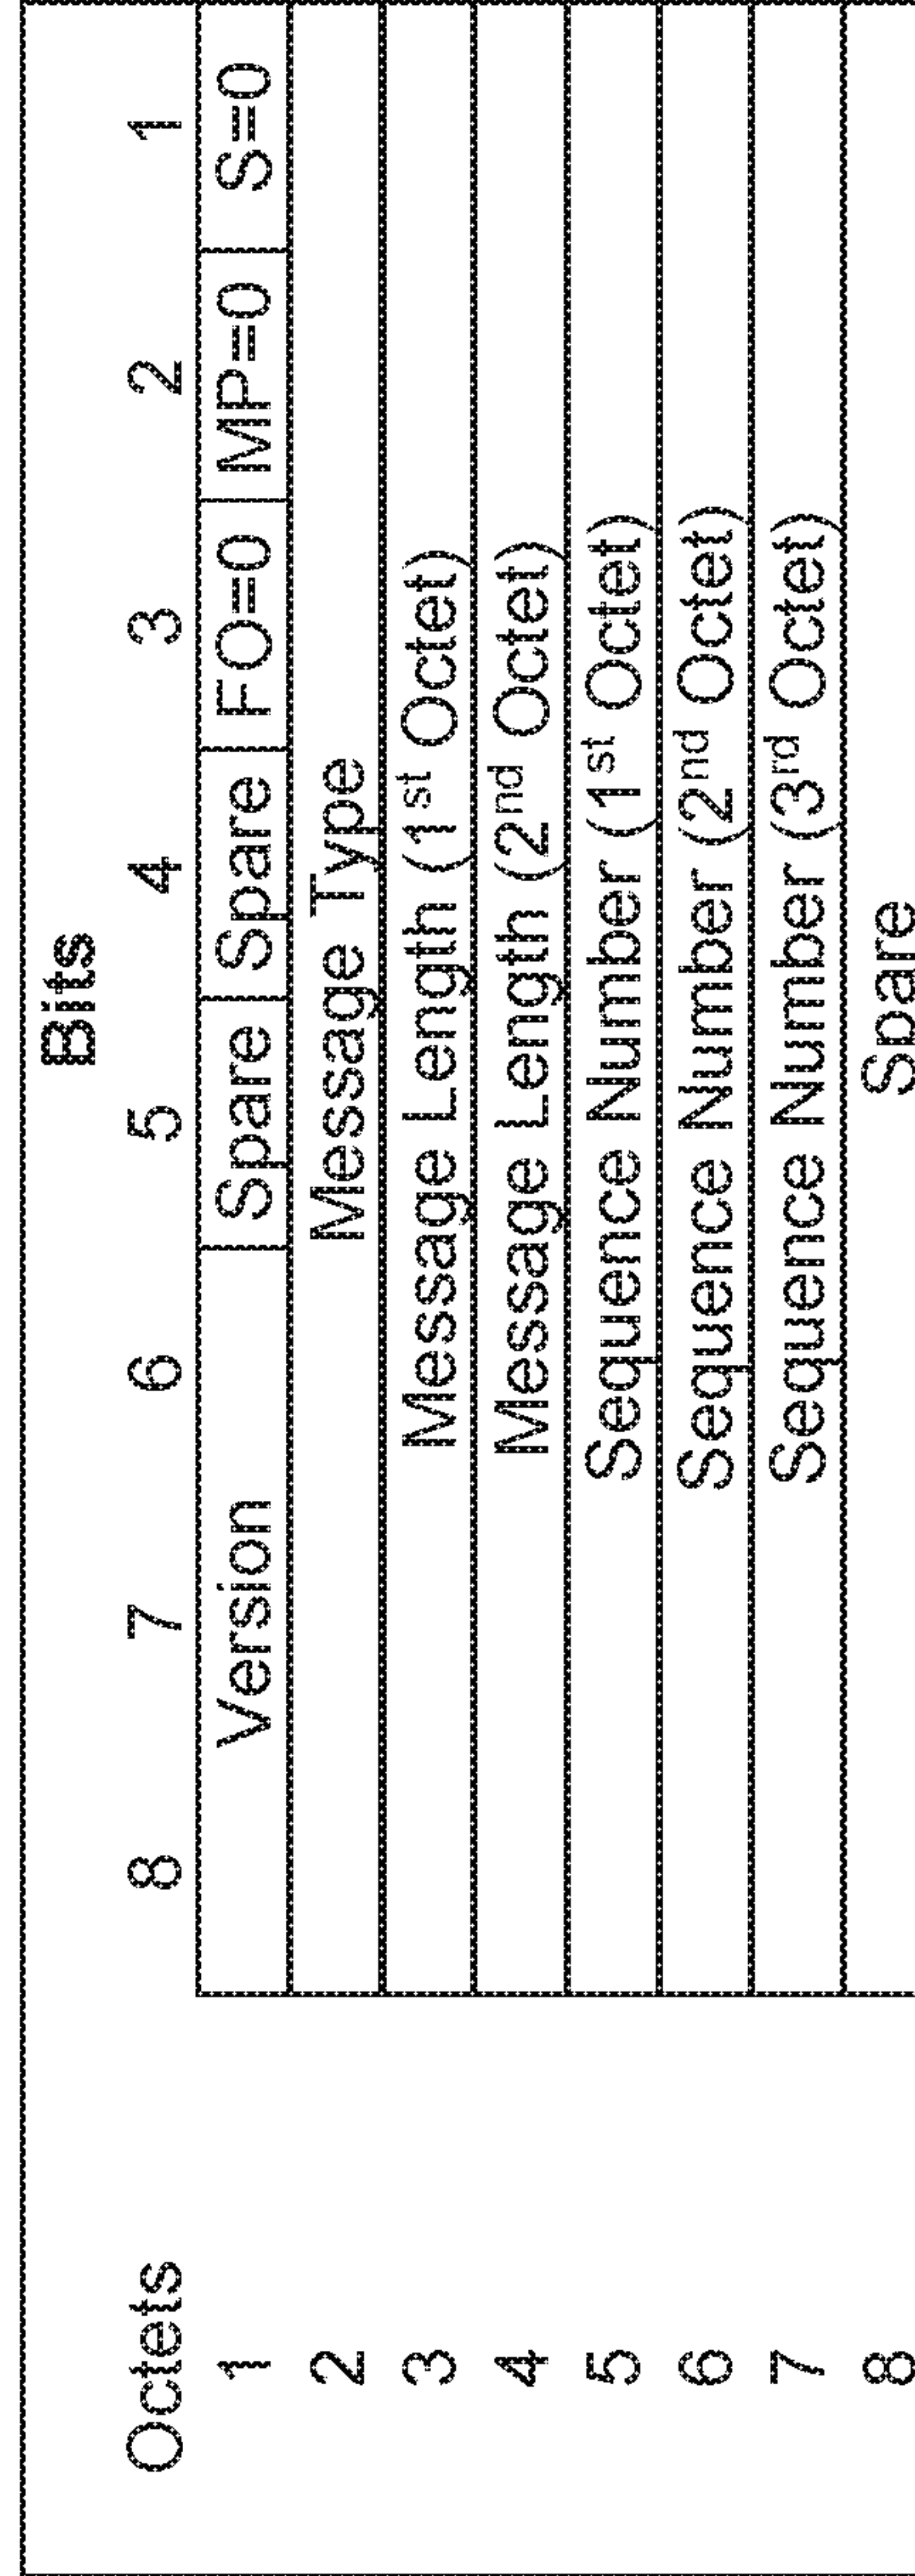 Bits
Octets 8 7 6 5 4 3 2 1
1 Version Spare Spare FO=0 MP=0 S=0
2 Message Type
3 Message Length (1st Octet)
4 Message Length (2nd Octet)
5 Sequence Number (1st Octet)
6 Sequence Number (2nd Octet)
7 Sequence Number (3rd Octet)
8 Spare